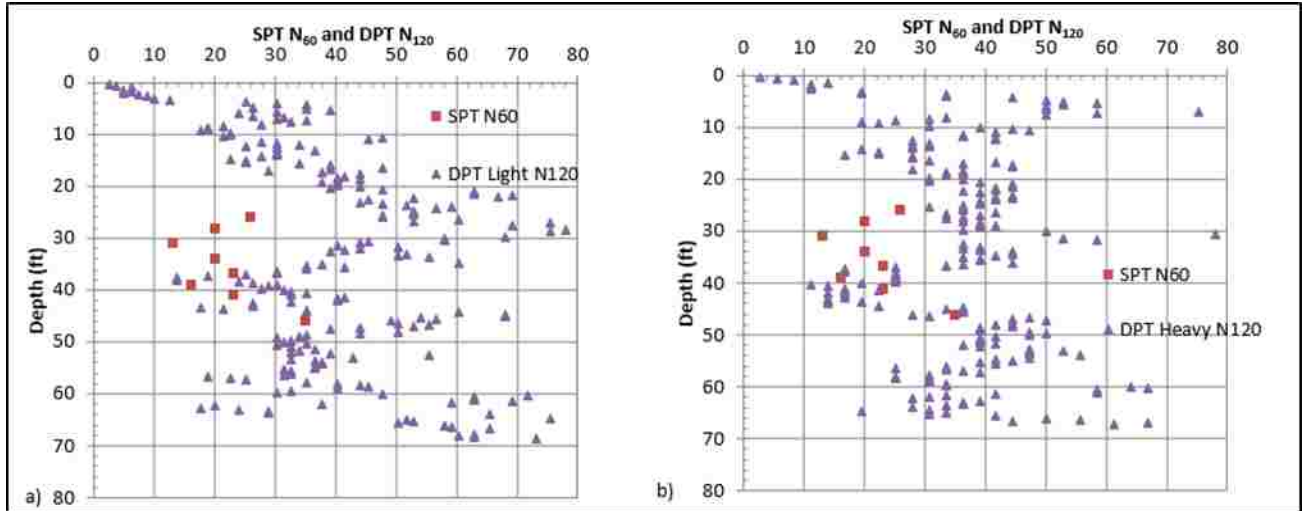 SPT N60 and DPT N120
0 10 20 30 40 50 60 70 80
0
10
20
30
40
50
60
70
80
Depth (ft)
SPT N60
DPT Light N120
a)
SPT N60 and DPT N120
0 10 20 30 40 50 60 70 80
0
10
20
30
40
50
60
70
80
Depth (ft)
SPT N60
DPT Heavy N120
b)